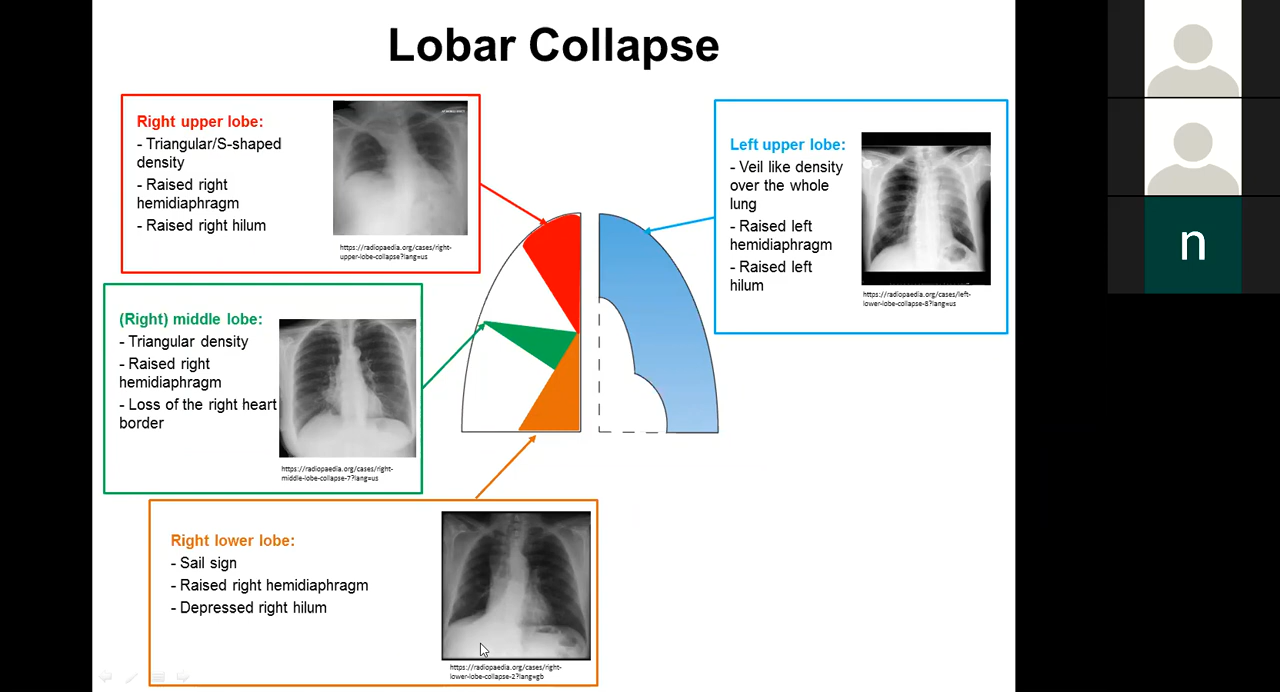 Lobar Collapse
Right upper lobe:
- Triangular/S-shaped
density
- Raised right
hemidiaphragm
- Raised right hilum
https://radiopaedia.org/cases/right-
upper-lobe-collapse?lang=us
(Right) middle lobe:
- Triangular density
- Raised right
hemidiaphragm
- Loss of the right heart
border
https://radiopaedia.org/cases/right-
middle-lobe-collapse-7?lang=us
Right lower lobe:
- Sail sign
- Raised right hemidiaphragm
- Depressed right hilum
https://radiopaedia.org/cases/right-
lower-lobe-collapse-2?lang=gb
Left upper lobe:
- Veil like density
over the whole
lung
- Raised left
hemidiaphragm
- Raised left
hilum
https://radiopaedia.org/cases/left-
lower-lobe-collapse-8?lang=us
n